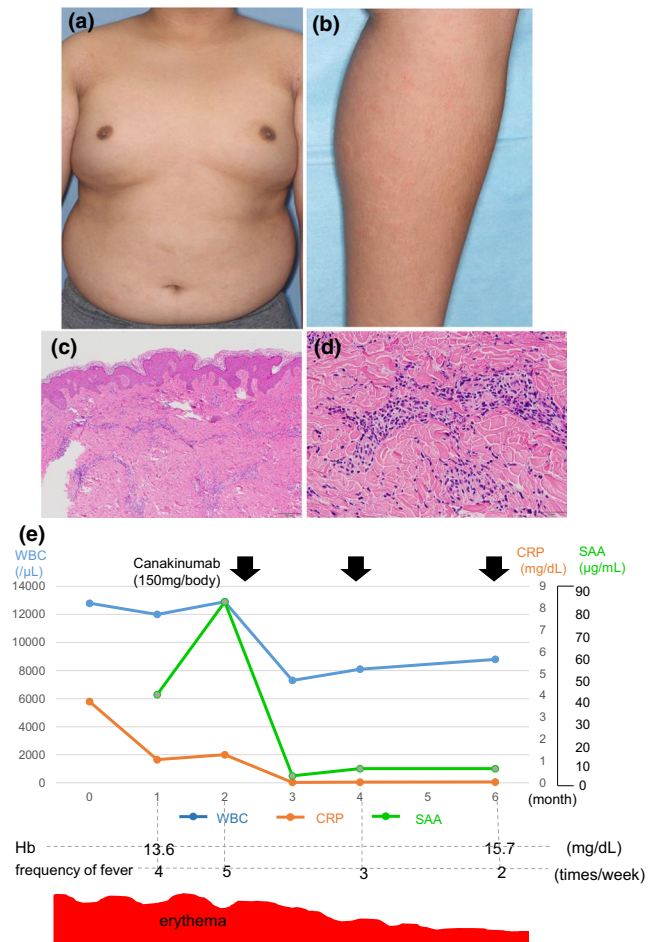 (a)
(b)
(c)
(d)
(e)
WBC
(/μL)
Canakinumab
(150mg/body)
CRP
(mg/dL)
SAA
(μg/mL)
14000
12000
10000
8000
6000
4000
2000
0
9
8
7
6
5
4
3
2
1
0
90
80
70
60
50
40
30
20
10
0
0 1 2 3 4 5 6 (month)
WBC CRP SAA
Hb 13.6 15.7 (mg/dL)
frequency of fever 4 5 3 2 (times/week)
erythema